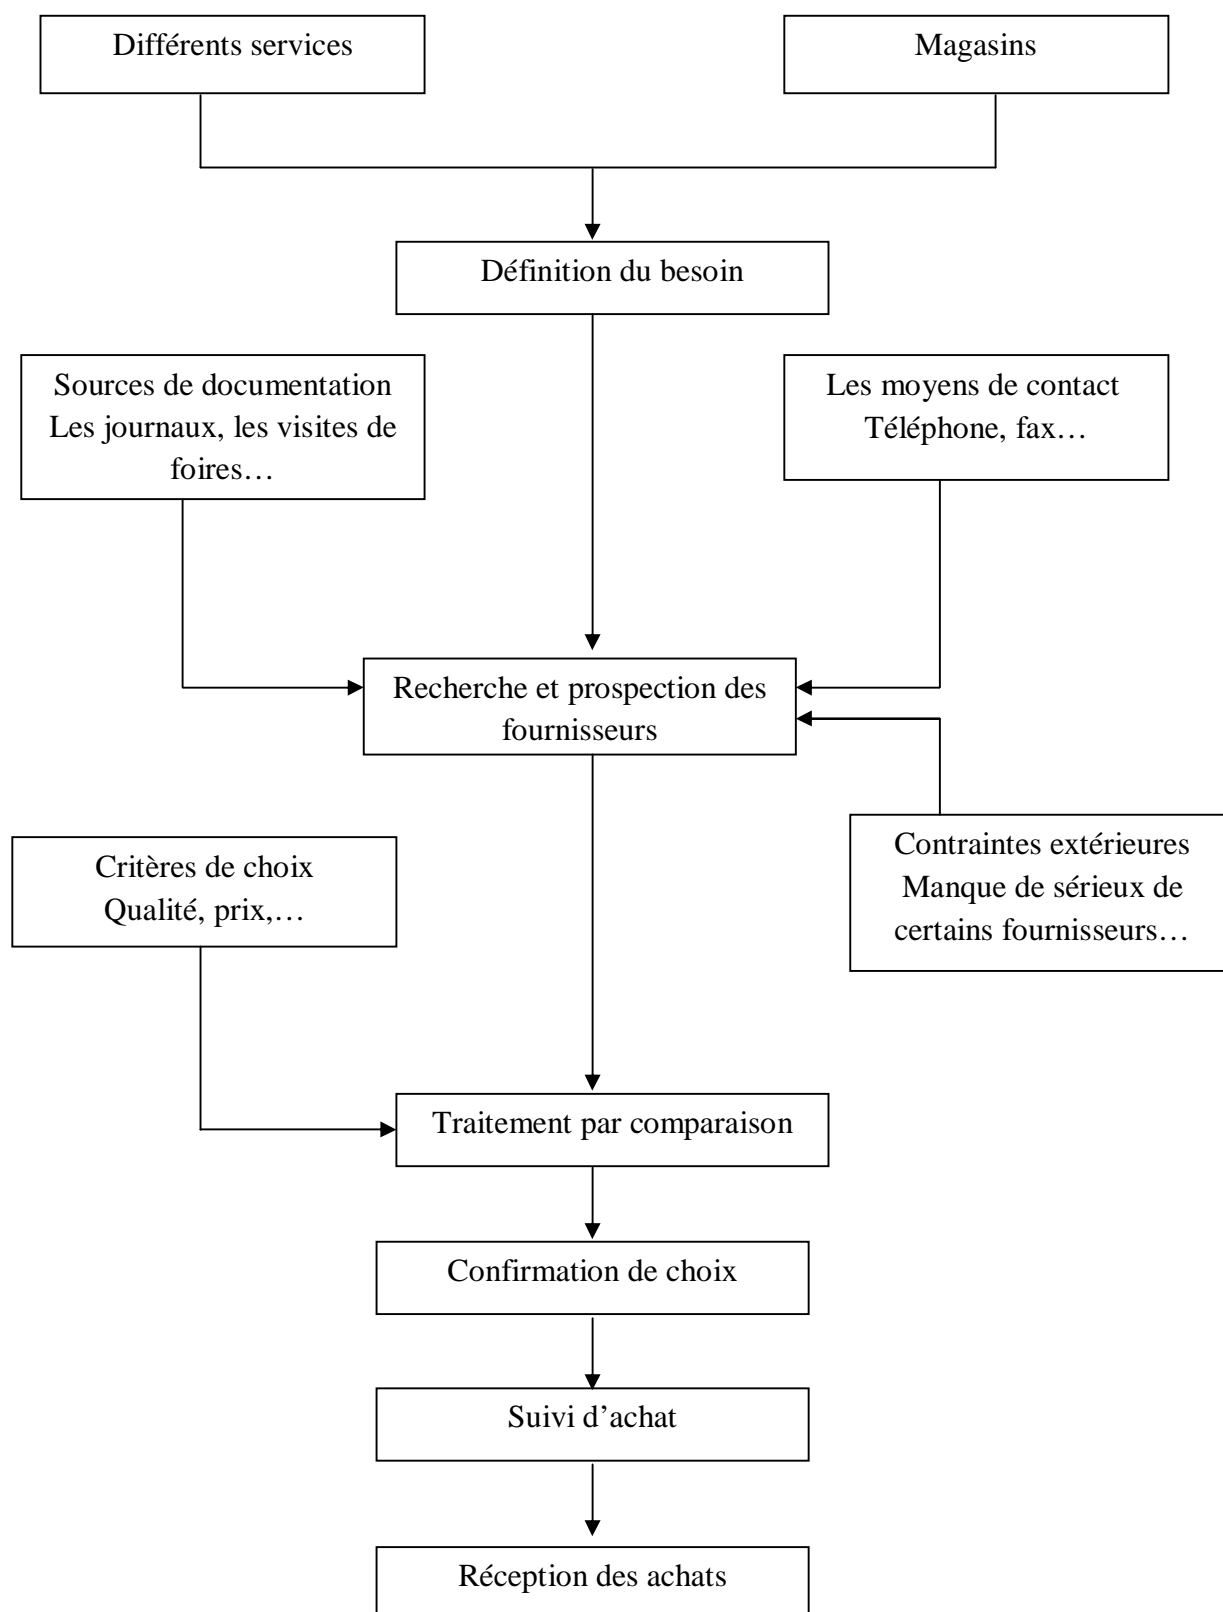 Différents services
Magasins
Définition du besoin
Sources de documentation
Les journaux, les visites de
foires…
Les moyens de contact
Téléphone, fax…
Recherche et prospection des
fournisseurs
Critères de choix
Qualité, prix,…
Contraintes extérieures
Manque de sérieux de
certains fournisseurs…
Traitement par comparaison
Confirmation de choix
Suivi d’achat
Réception des achats